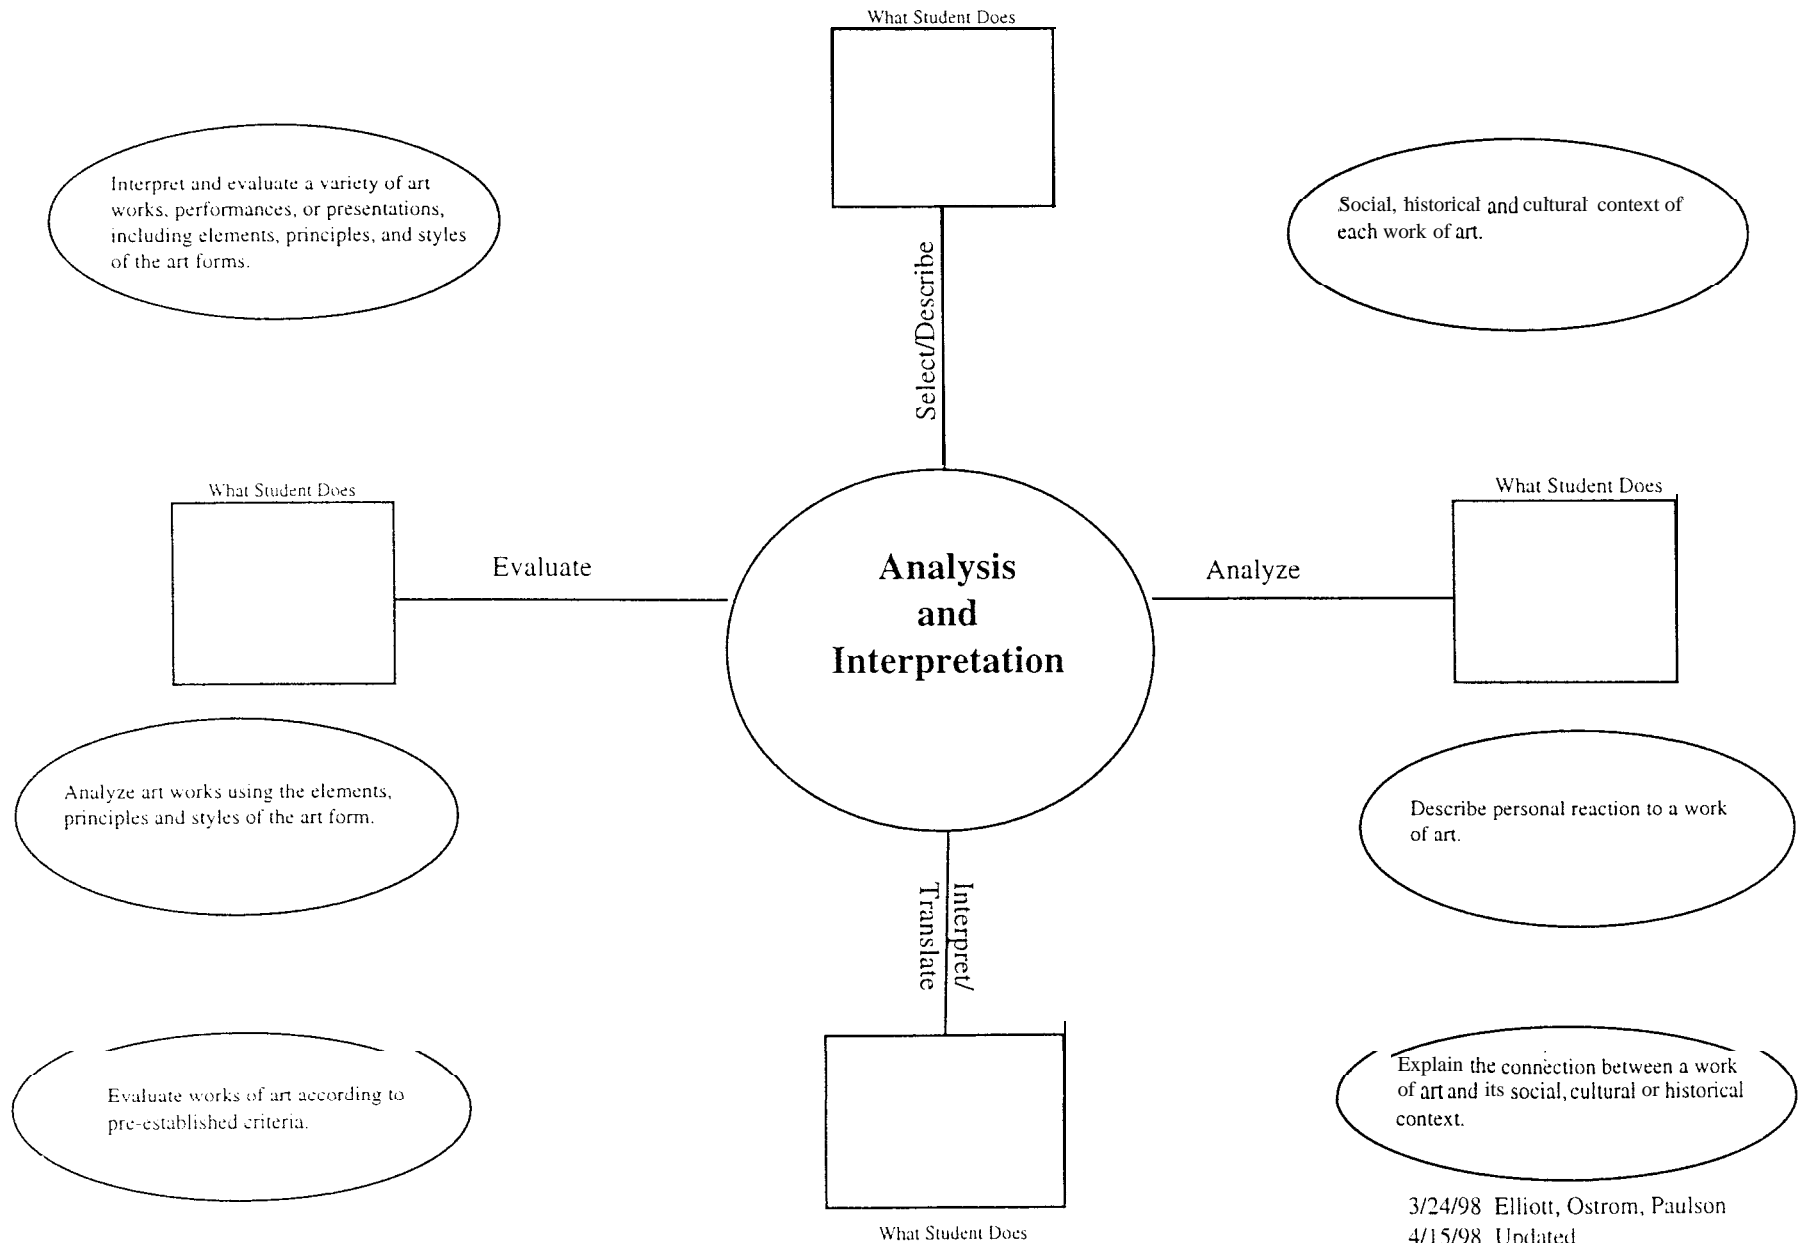 What Student Does
Interpret and evaluate a variety of art
works, performances, or presentations,
including elements, principles, and styles
of the art forms.
Social, historical and cultural context of
each work of art.
Select/Describe
What Student Does
What Student Does
Evaluate
Analyze
Analysis
and
Interpretation
Analyze art works using the elements,
principles and styles of the art form.
Describe personal reaction to a work
of art.
Interpret/
Translate
Evaluate works of art according to
pre-established criteria.
Explain the connection between a work
of art and its social, cultural or historical
context.
What Student Does
3/24/98 Elliott, Ostrom, Paulson
4/15/98 Updated